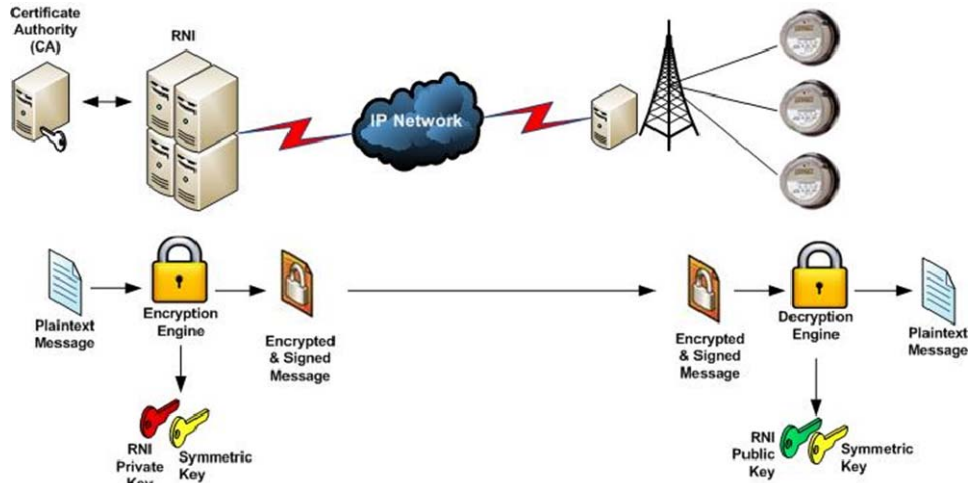 Certificate
Authority
(CA)
RNI
IP Network
Plaintext
Message
Encryption
Engine
Encrypted
& Signed
Message
Encrypted
& Signed
Message
Decryption
Engine
Plaintext
Message
RNI
Private
Key
Symmetric
Key
RNI
Public
Key
Symmetric
Key